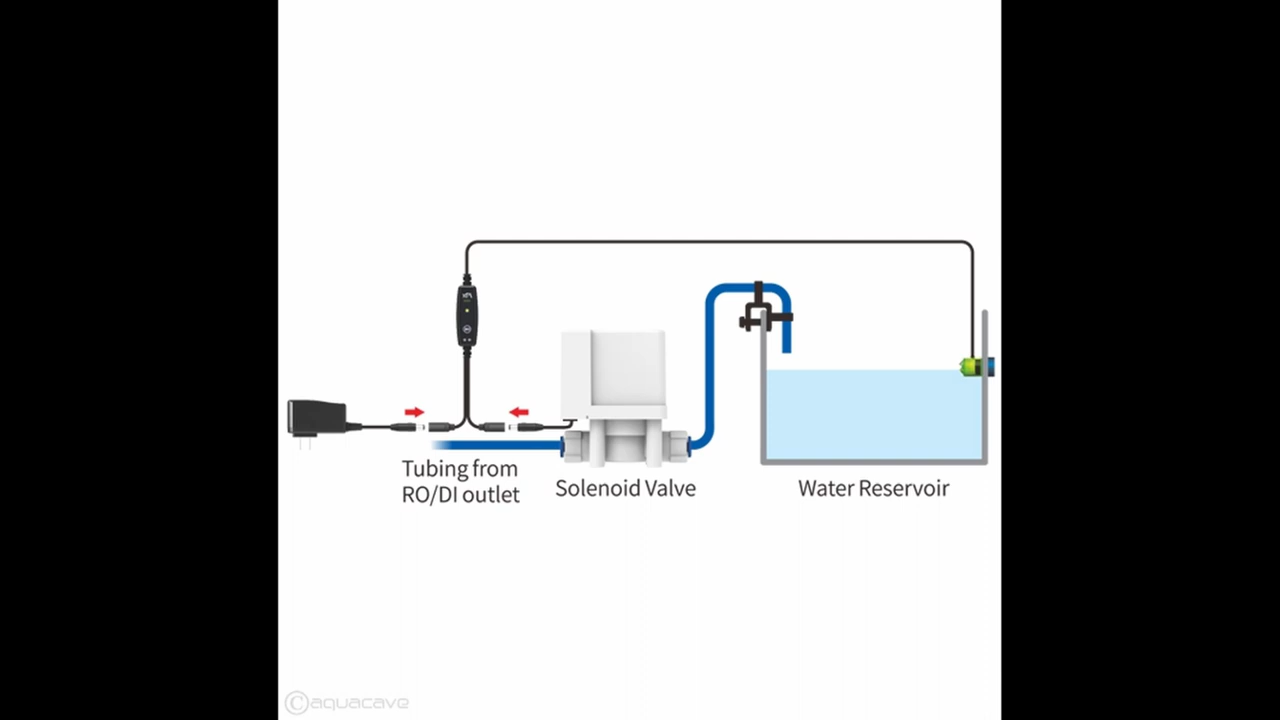 Tubing from
RO/DI outlet
Solenoid Valve
Water Reservoir
©aquacave